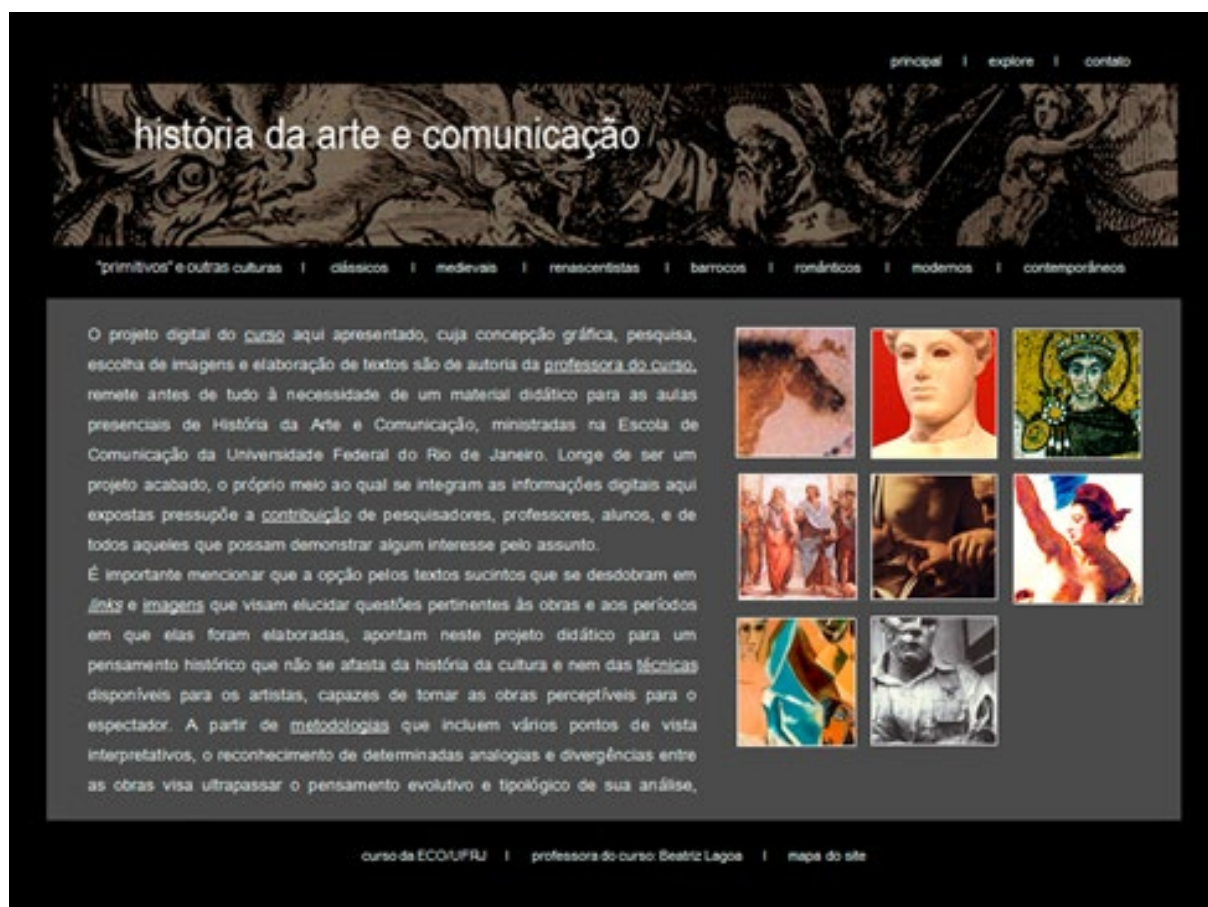 principal | explore | contato
história da arte e comunicação
"primitivos" e outras culturas | clássicos | medievais | renascentistas | barrocos | românticos | modernos | contemporâneos
O projeto digital do curso aqui apresentado, cuja concepção gráfica, pesquisa,
escolha de imagens e elaboração de textos são de autoria da professora do curso,
remete antes de tudo à necessidade de um material didático para as aulas
presenciais de História da Arte e Comunicação, ministradas na Escola de
Comunicação da Universidade Federal do Rio de Janeiro. Longe de ser um
projeto acabado, o próprio meio ao qual se integram as informações digitais aqui
expostas pressupõe a contribuição de pesquisadores, professores, alunos, e de
todos aqueles que possam demonstrar algum interesse pelo assunto.
É importante mencionar que a opção pelos textos sucintos que se desdobram em
links e imagens que visam elucidar questões pertinentes às obras e aos períodos
em que elas foram elaboradas, apontam neste projeto didático para um
pensamento histórico que não se afasta da história da cultura e nem das técnicas
disponíveis para os artistas, capazes de tornar as obras perceptíveis para o
espectador. A partir de metodologias que incluem vários pontos de vista
interpretativos, o reconhecimento de determinadas analogias e divergências entre
as obras visa ultrapassar o pensamento evolutivo e tipológico de sua análise,
curso da ECO/UFRJ | professora do curso: Beatriz Lagoa | mapa do site